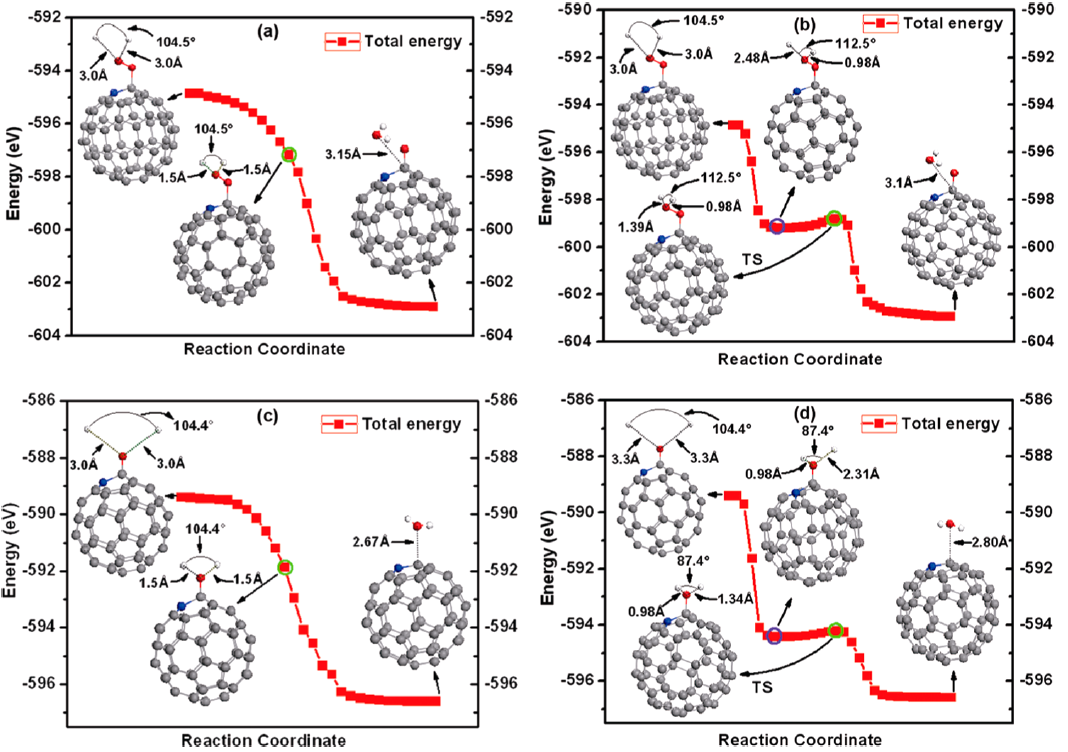 (a)
Total energy
Energy (eV)
-592
-594
-596
-598
-600
-602
-604
-592
-594
-596
-598
-600
-602
-604
104.5°
3.0Å
3.0Å
104.5°
1.5Å
1.5Å
3.15Å
Reaction Coordinate
(b)
Total energy
Energy (eV)
-590
-592
-594
-596
-598
-600
-602
-604
-590
-592
-594
-596
-598
-600
-602
-604
104.5°
3.0Å
3.0Å
112.5°
2.48Å
0.98Å
112.5°
0.98Å
1.39Å
3.1Å
TS
Reaction Coordinate
(c)
Total energy
Energy (eV)
-586
-588
-590
-592
-594
-596
-586
-588
-590
-592
-594
-596
104.4°
3.0Å
3.0Å
104.4°
1.5Å
1.5Å
2.67Å
Reaction Coordinate
(d)
Total energy
Energy (eV)
-586
-588
-590
-592
-594
-596
-586
-588
-590
-592
-594
-596
104.4°
3.3Å
3.3Å
87.4°
0.98Å
2.31Å
87.4°
0.98Å
1.34Å
2.80Å
TS
Reaction Coordinate